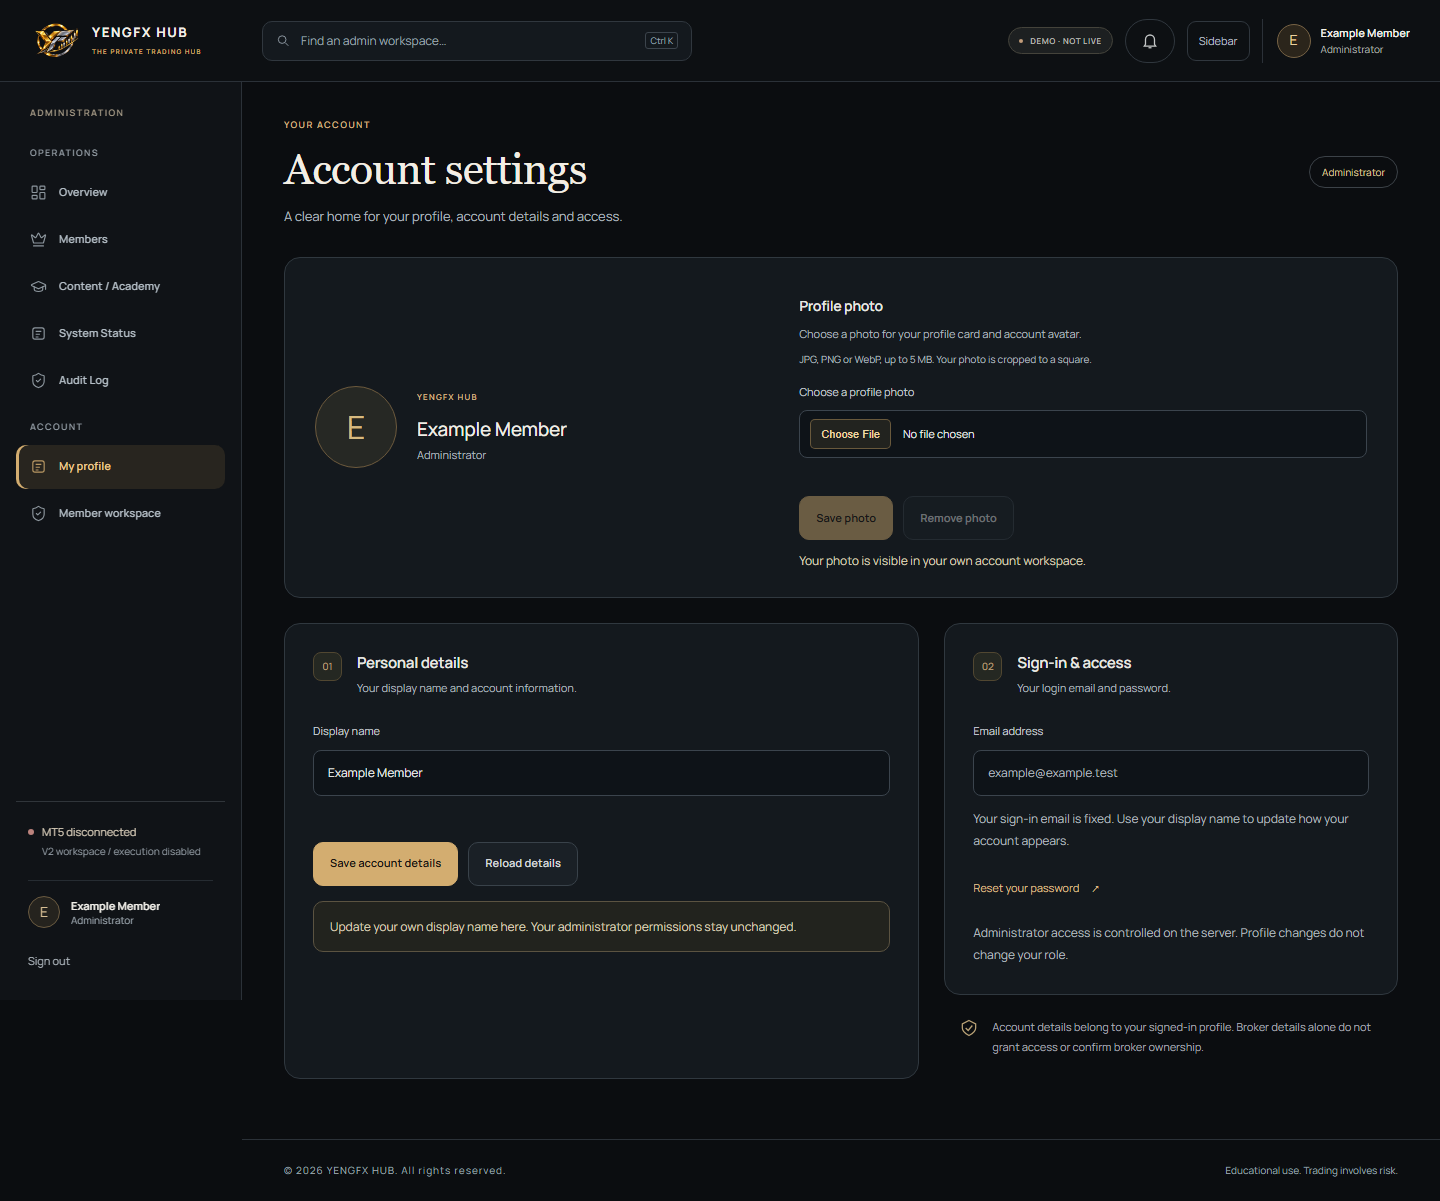 YENGFX HUB
THE PRIVATE TRADING HUB
Find an admin workspace...
Ctrl K
DEMO · NOT LIVE
Sidebar
E
Example Member
Administrator
ADMINISTRATION
OPERATIONS
Overview
Members
Content / Academy
System Status
Audit Log
ACCOUNT
My profile
Member workspace
MT5 disconnected
V2 workspace / execution disabled
E
Example Member
Administrator
Sign out
YOUR ACCOUNT
Account settings
Administrator
A clear home for your profile, account details and access.
E
YENGFX HUB
Example Member
Administrator
Profile photo
Choose a photo for your profile card and account avatar.
JPG, PNG or WebP, up to 5 MB. Your photo is cropped to a square.
Choose a profile photo
Choose File No file chosen
Save photo
Remove photo
Your photo is visible in your own account workspace.
01
Personal details
Your display name and account information.
Display name
Example Member
Save account details
Reload details
Update your own display name here. Your administrator permissions stay unchanged.
02
Sign-in & access
Your login email and password.
Email address
example@example.test
Your sign-in email is fixed. Use your display name to update how your
account appears.
Reset your password ↗
Administrator access is controlled on the server. Profile changes do not
change your role.
Account details belong to your signed-in profile. Broker details alone do not
grant access or confirm broker ownership.
© 2026 YENGFX HUB. All rights reserved.
Educational use. Trading involves risk.